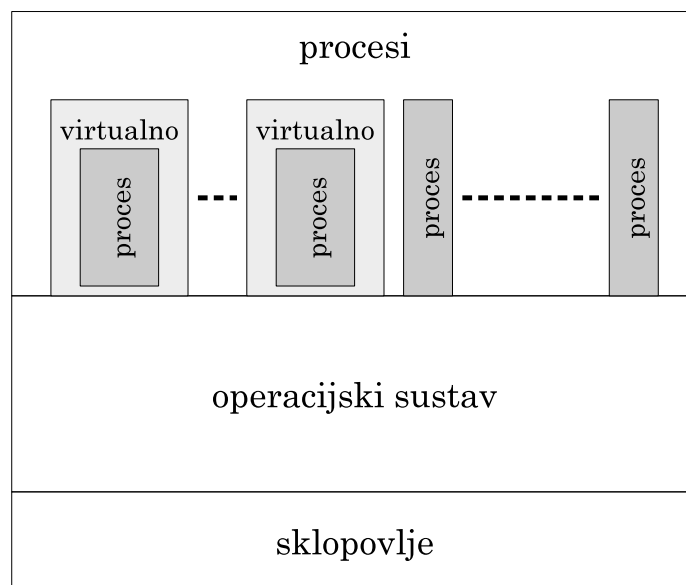 procesi
virtualno
proces
virtualno
proces
proces
proces
operacijski sustav
sklopovlje